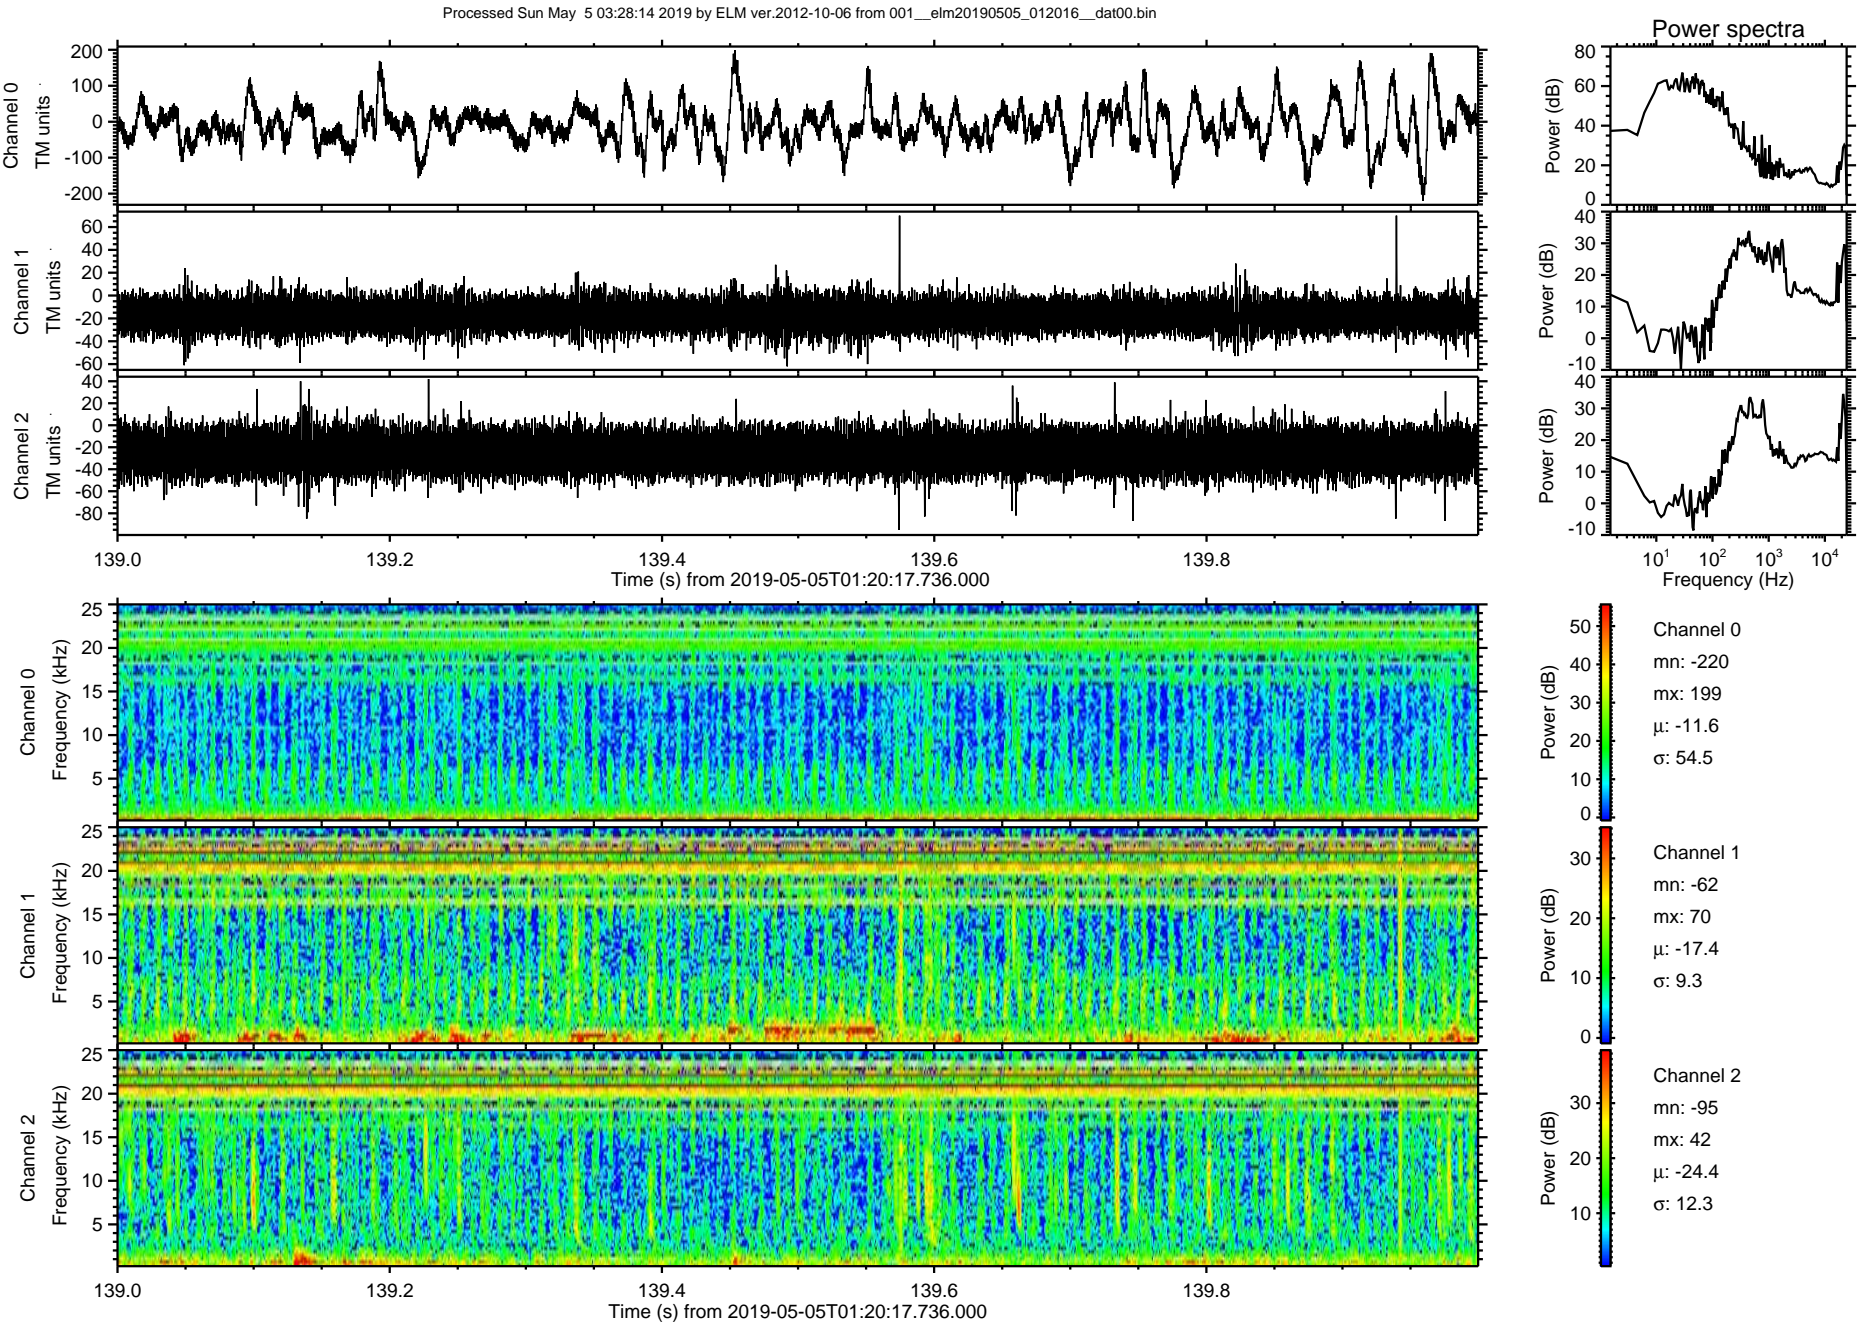 Processed Sun May 5 03:28:14 2019 by ELM ver.2012-10-06 from 001__elm20190505_012016__dat00.bin
Power spectra
Channel 0
TM units
200
100
0
-100
-200
Power (dB)
80
60
40
20
0
Channel 1
TM units
60
40
20
0
-20
-40
-60
Power (dB)
40
30
20
10
0
-10
Channel 2
TM units
40
20
0
-20
-40
-60
-80
Power (dB)
40
30
20
10
0
-10
139.0 139.2 139.4 139.6 139.8
Time (s) from 2019-05-05T01:20:17.736.000
10^1 10^2 10^3 10^4
Frequency (Hz)
Channel 0
Frequency (kHz)
25
20
15
10
5
Power (dB)
50
40
30
20
10
0
Channel 0
mn: -220
mx: 199
μ: -11.6
σ: 54.5
Channel 1
Frequency (kHz)
25
20
15
10
5
Power (dB)
30
20
10
0
Channel 1
mn: -62
mx: 70
μ: -17.4
σ: 9.3
Channel 2
Frequency (kHz)
25
20
15
10
5
Power (dB)
30
20
10
Channel 2
mn: -95
mx: 42
μ: -24.4
σ: 12.3
139.0 139.2 139.4 139.6 139.8
Time (s) from 2019-05-05T01:20:17.736.000